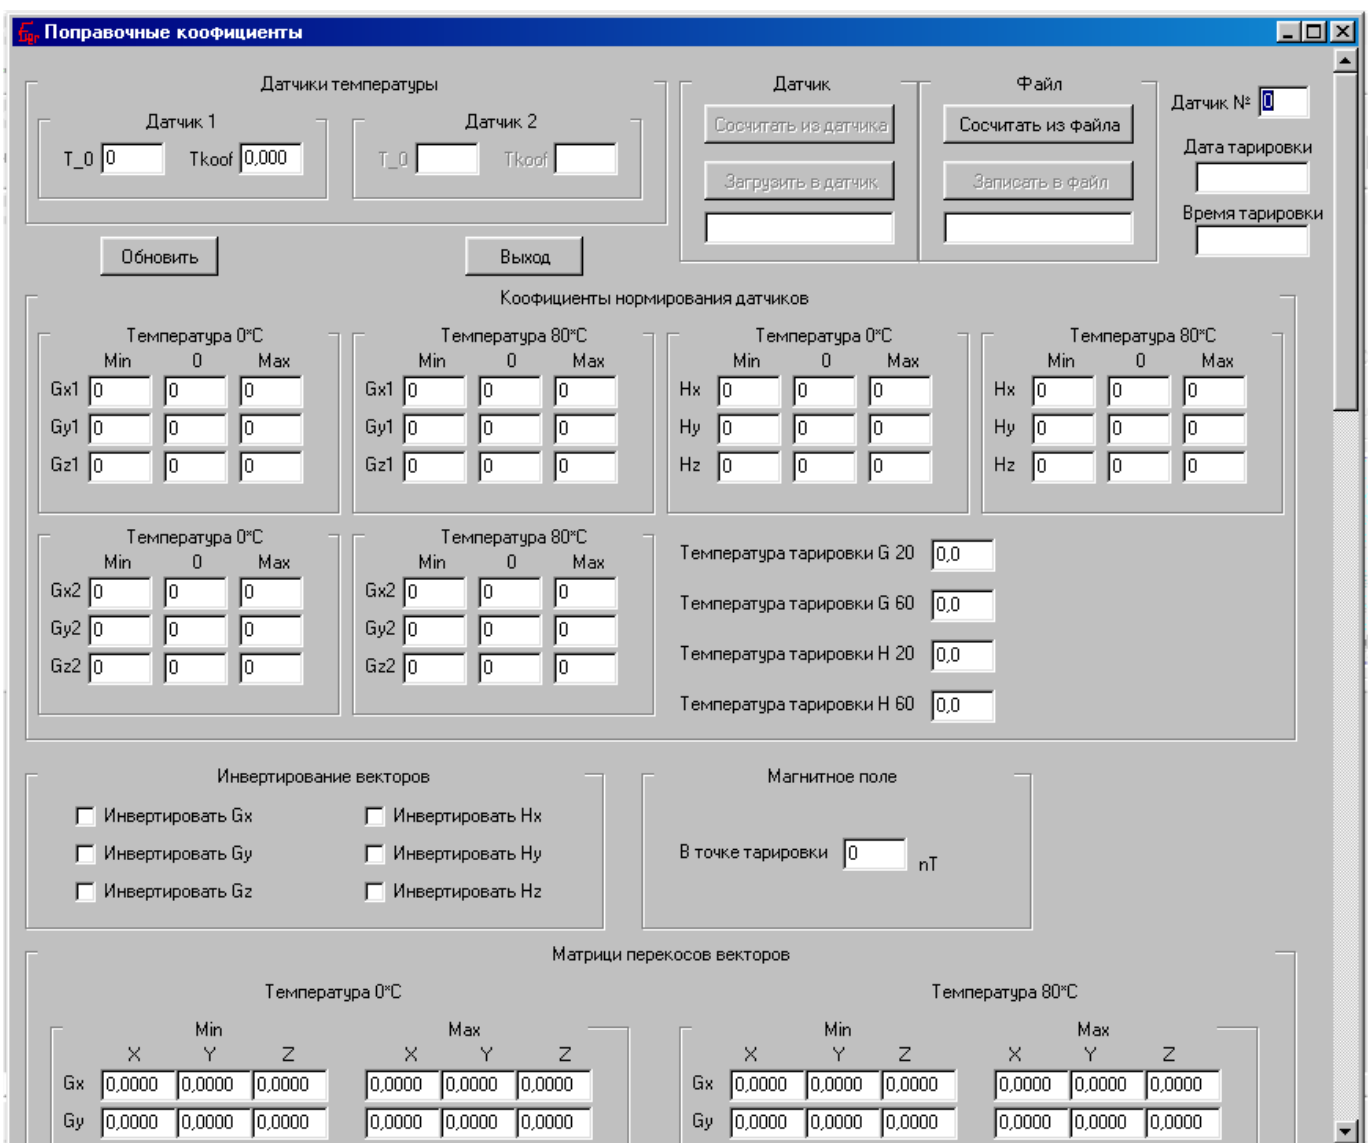 Поправочные коофициенты
Датчики температуры
Датчик 1
T_0 0 Tkoof 0,000
Датчик 2
T_0 Tkoof
Датчик
Сосчитать из датчика
Загрузить в датчик
Файл
Сосчитать из файла
Записать в файл
Датчик № 0
Дата тарировки
Время тарировки
Обновить
Выход
Коофициенты нормирования датчиков
Температура 0*С
Min 0 Max
Gx1 0 0 0
Gy1 0 0 0
Gz1 0 0 0
Температура 80*С
Min 0 Max
Gx1 0 0 0
Gy1 0 0 0
Gz1 0 0 0
Температура 0*С
Min 0 Max
Hx 0 0 0
Hy 0 0 0
Hz 0 0 0
Температура 80*С
Min 0 Max
Hx 0 0 0
Hy 0 0 0
Hz 0 0 0
Температура 0*С
Min 0 Max
Gx2 0 0 0
Gy2 0 0 0
Gz2 0 0 0
Температура 80*С
Min 0 Max
Gx2 0 0 0
Gy2 0 0 0
Gz2 0 0 0
Температура тарировки G 20 0,0
Температура тарировки G 60 0,0
Температура тарировки H 20 0,0
Температура тарировки H 60 0,0
Инвертирование векторов
Инвертировать Gx
Инвертировать Hx
Инвертировать Gy
Инвертировать Hy
Инвертировать Gz
Инвертировать Hz
Магнитное поле
В точке тарировки 0 nT
Матрици перекосов векторов
Температура 0*С
Min Max
X Y Z X Y Z
Gx 0,0000 0,0000 0,0000 0,0000 0,0000 0,0000
Gy 0,0000 0,0000 0,0000 0,0000 0,0000 0,0000
Температура 80*С
Min Max
X Y Z X Y Z
Gx 0,0000 0,0000 0,0000 0,0000 0,0000 0,0000
Gy 0,0000 0,0000 0,0000 0,0000 0,0000 0,0000